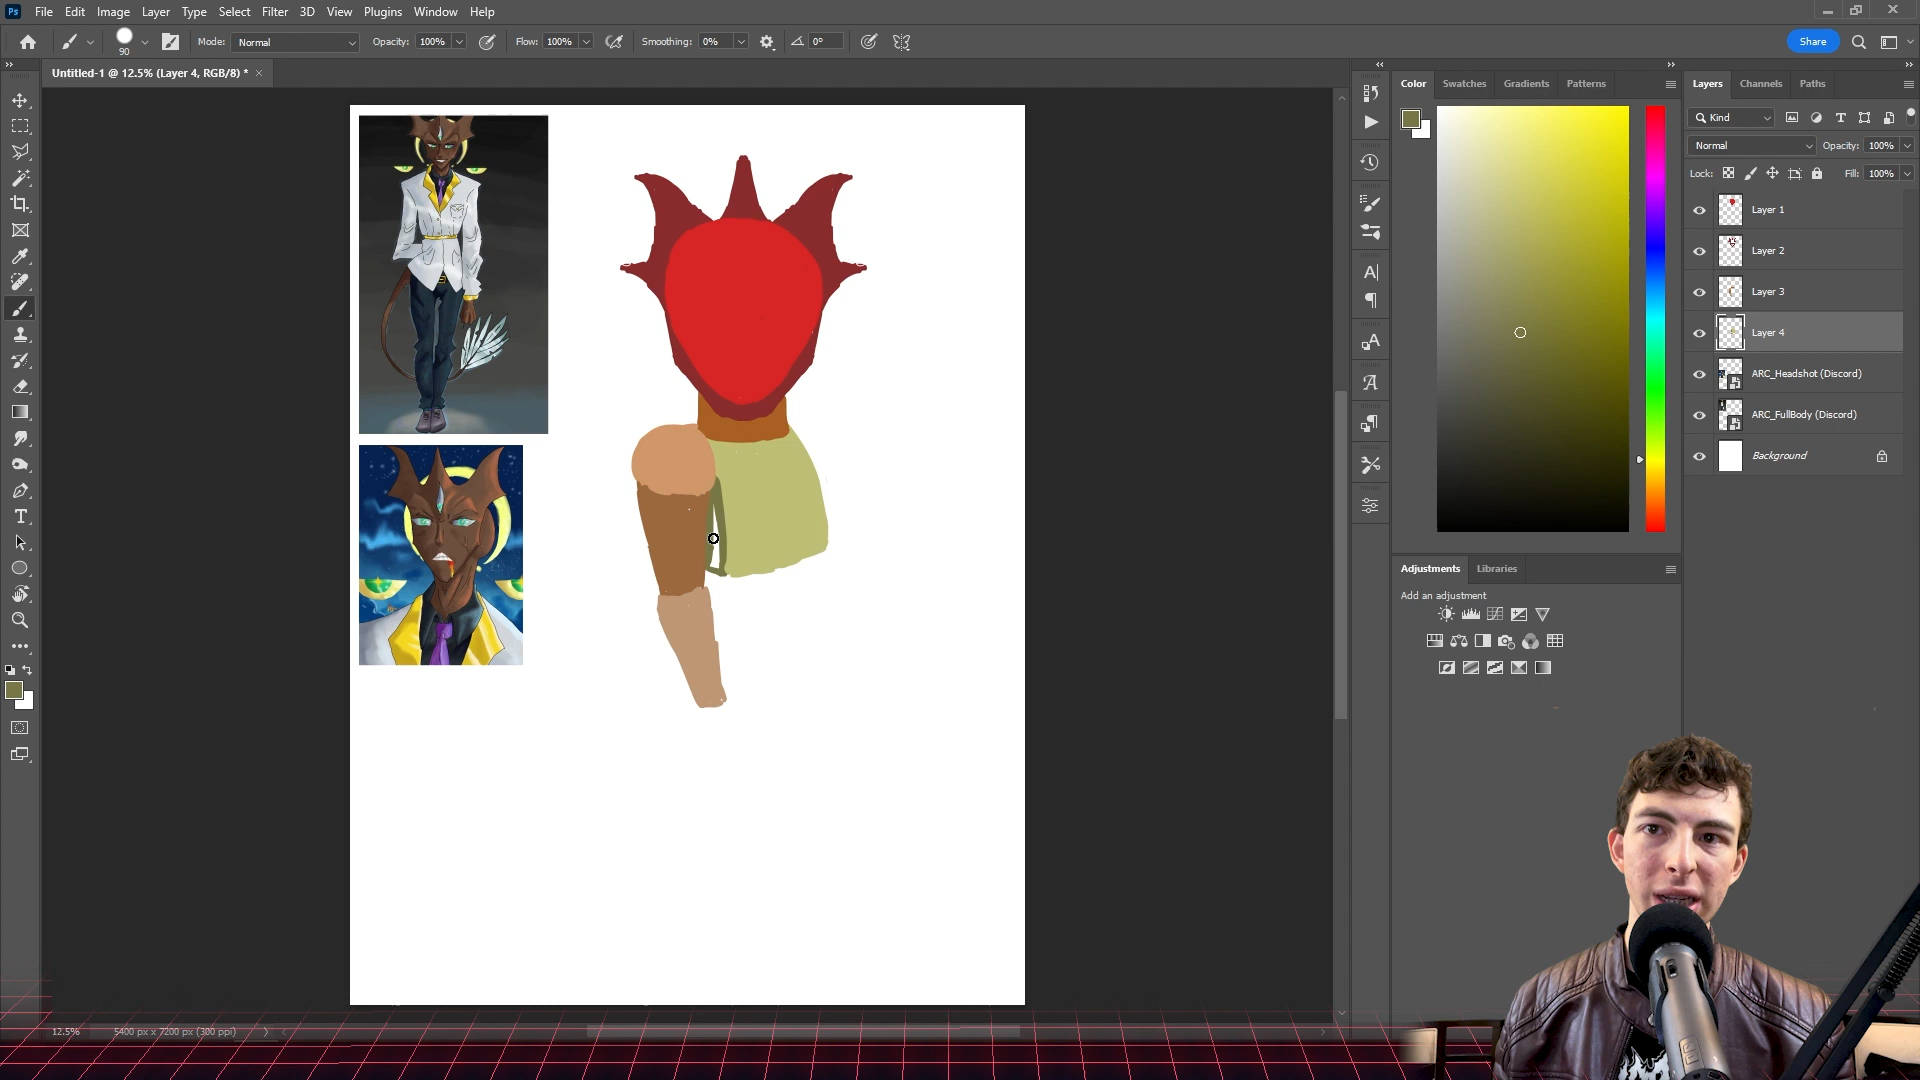 Ps File Edit Image Layer Type Select Filter 3D View Plugins Window Help
90 Mode: Normal Opacity: 100% Flow: 100% Smoothing: 0% 0° Share
Untitled-1 @ 12.5% (Layer 4, RGB/8) * ×
Color Swatches Gradients Patterns
Layers Channels Paths
Kind
Normal Opacity: 100%
Lock: Fill: 100%
Layer 1
Layer 2
Layer 3
Layer 4
ARC_Headshot (Discord)
ARC_FullBody (Discord)
Background
Adjustments Libraries
Add an adjustment
12.5% 5400 px x 7200 px (300 ppi)